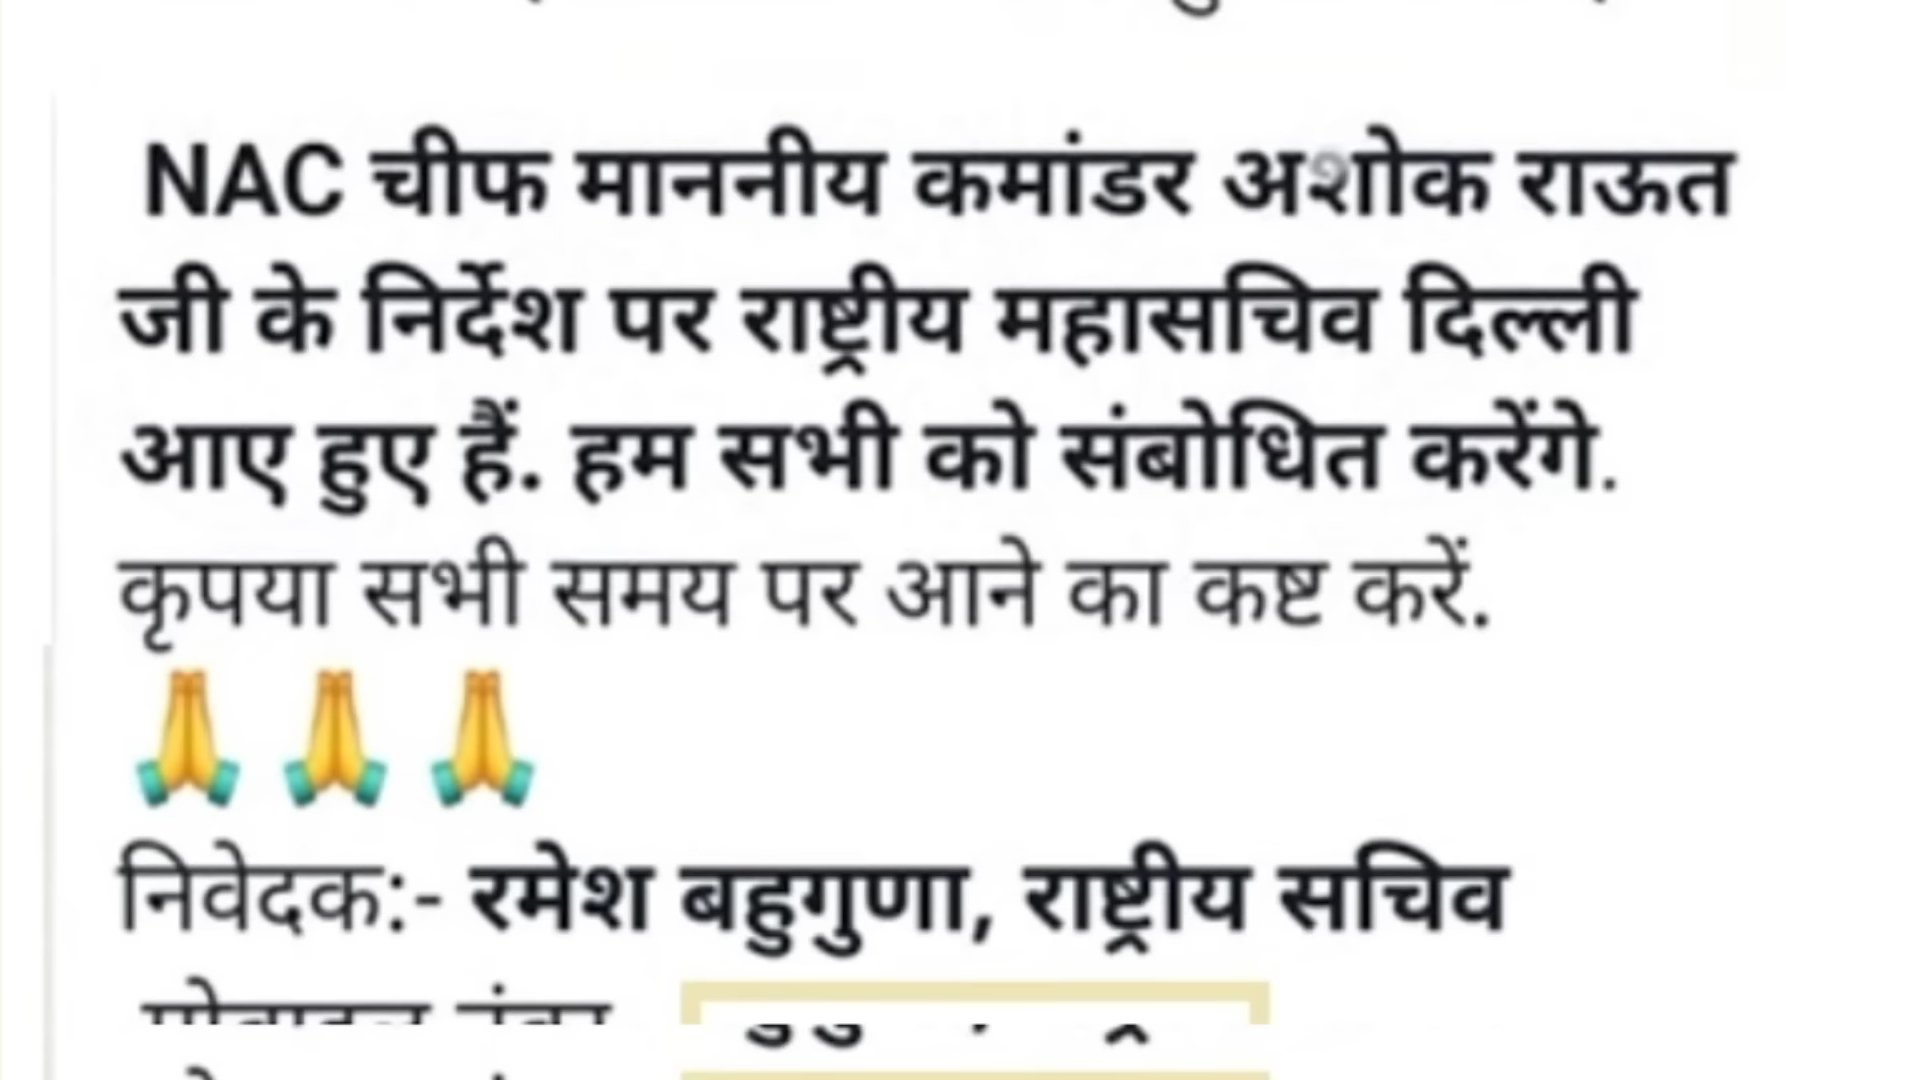 NAC चीफ माननीय कमांडर अशोक राऊत
जी के निर्देश पर राष्ट्रीय महासचिव दिल्ली
आए हुए हैं. हम सभी को संबोधित करेंगे.
कृपया सभी समय पर आने का कष्ट करें.
🙏 🙏 🙏
निवेदक:- रमेश बहुगुणा, राष्ट्रीय सचिव